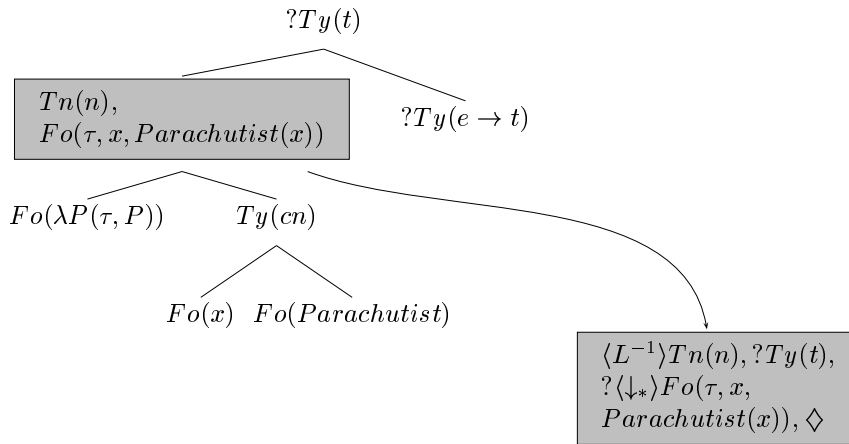 ?Ty(t)
Tn(n),
Fo(τ, x, Parachutist(x))
?Ty(e → t)
Fo(λP(τ, P)) Ty(cn)
Fo(x) Fo(Parachutist)
⟨L⁻¹⟩Tn(n), ?Ty(t),
?⟨↓*⟩Fo(τ, x,
Parachutist(x)), ◇